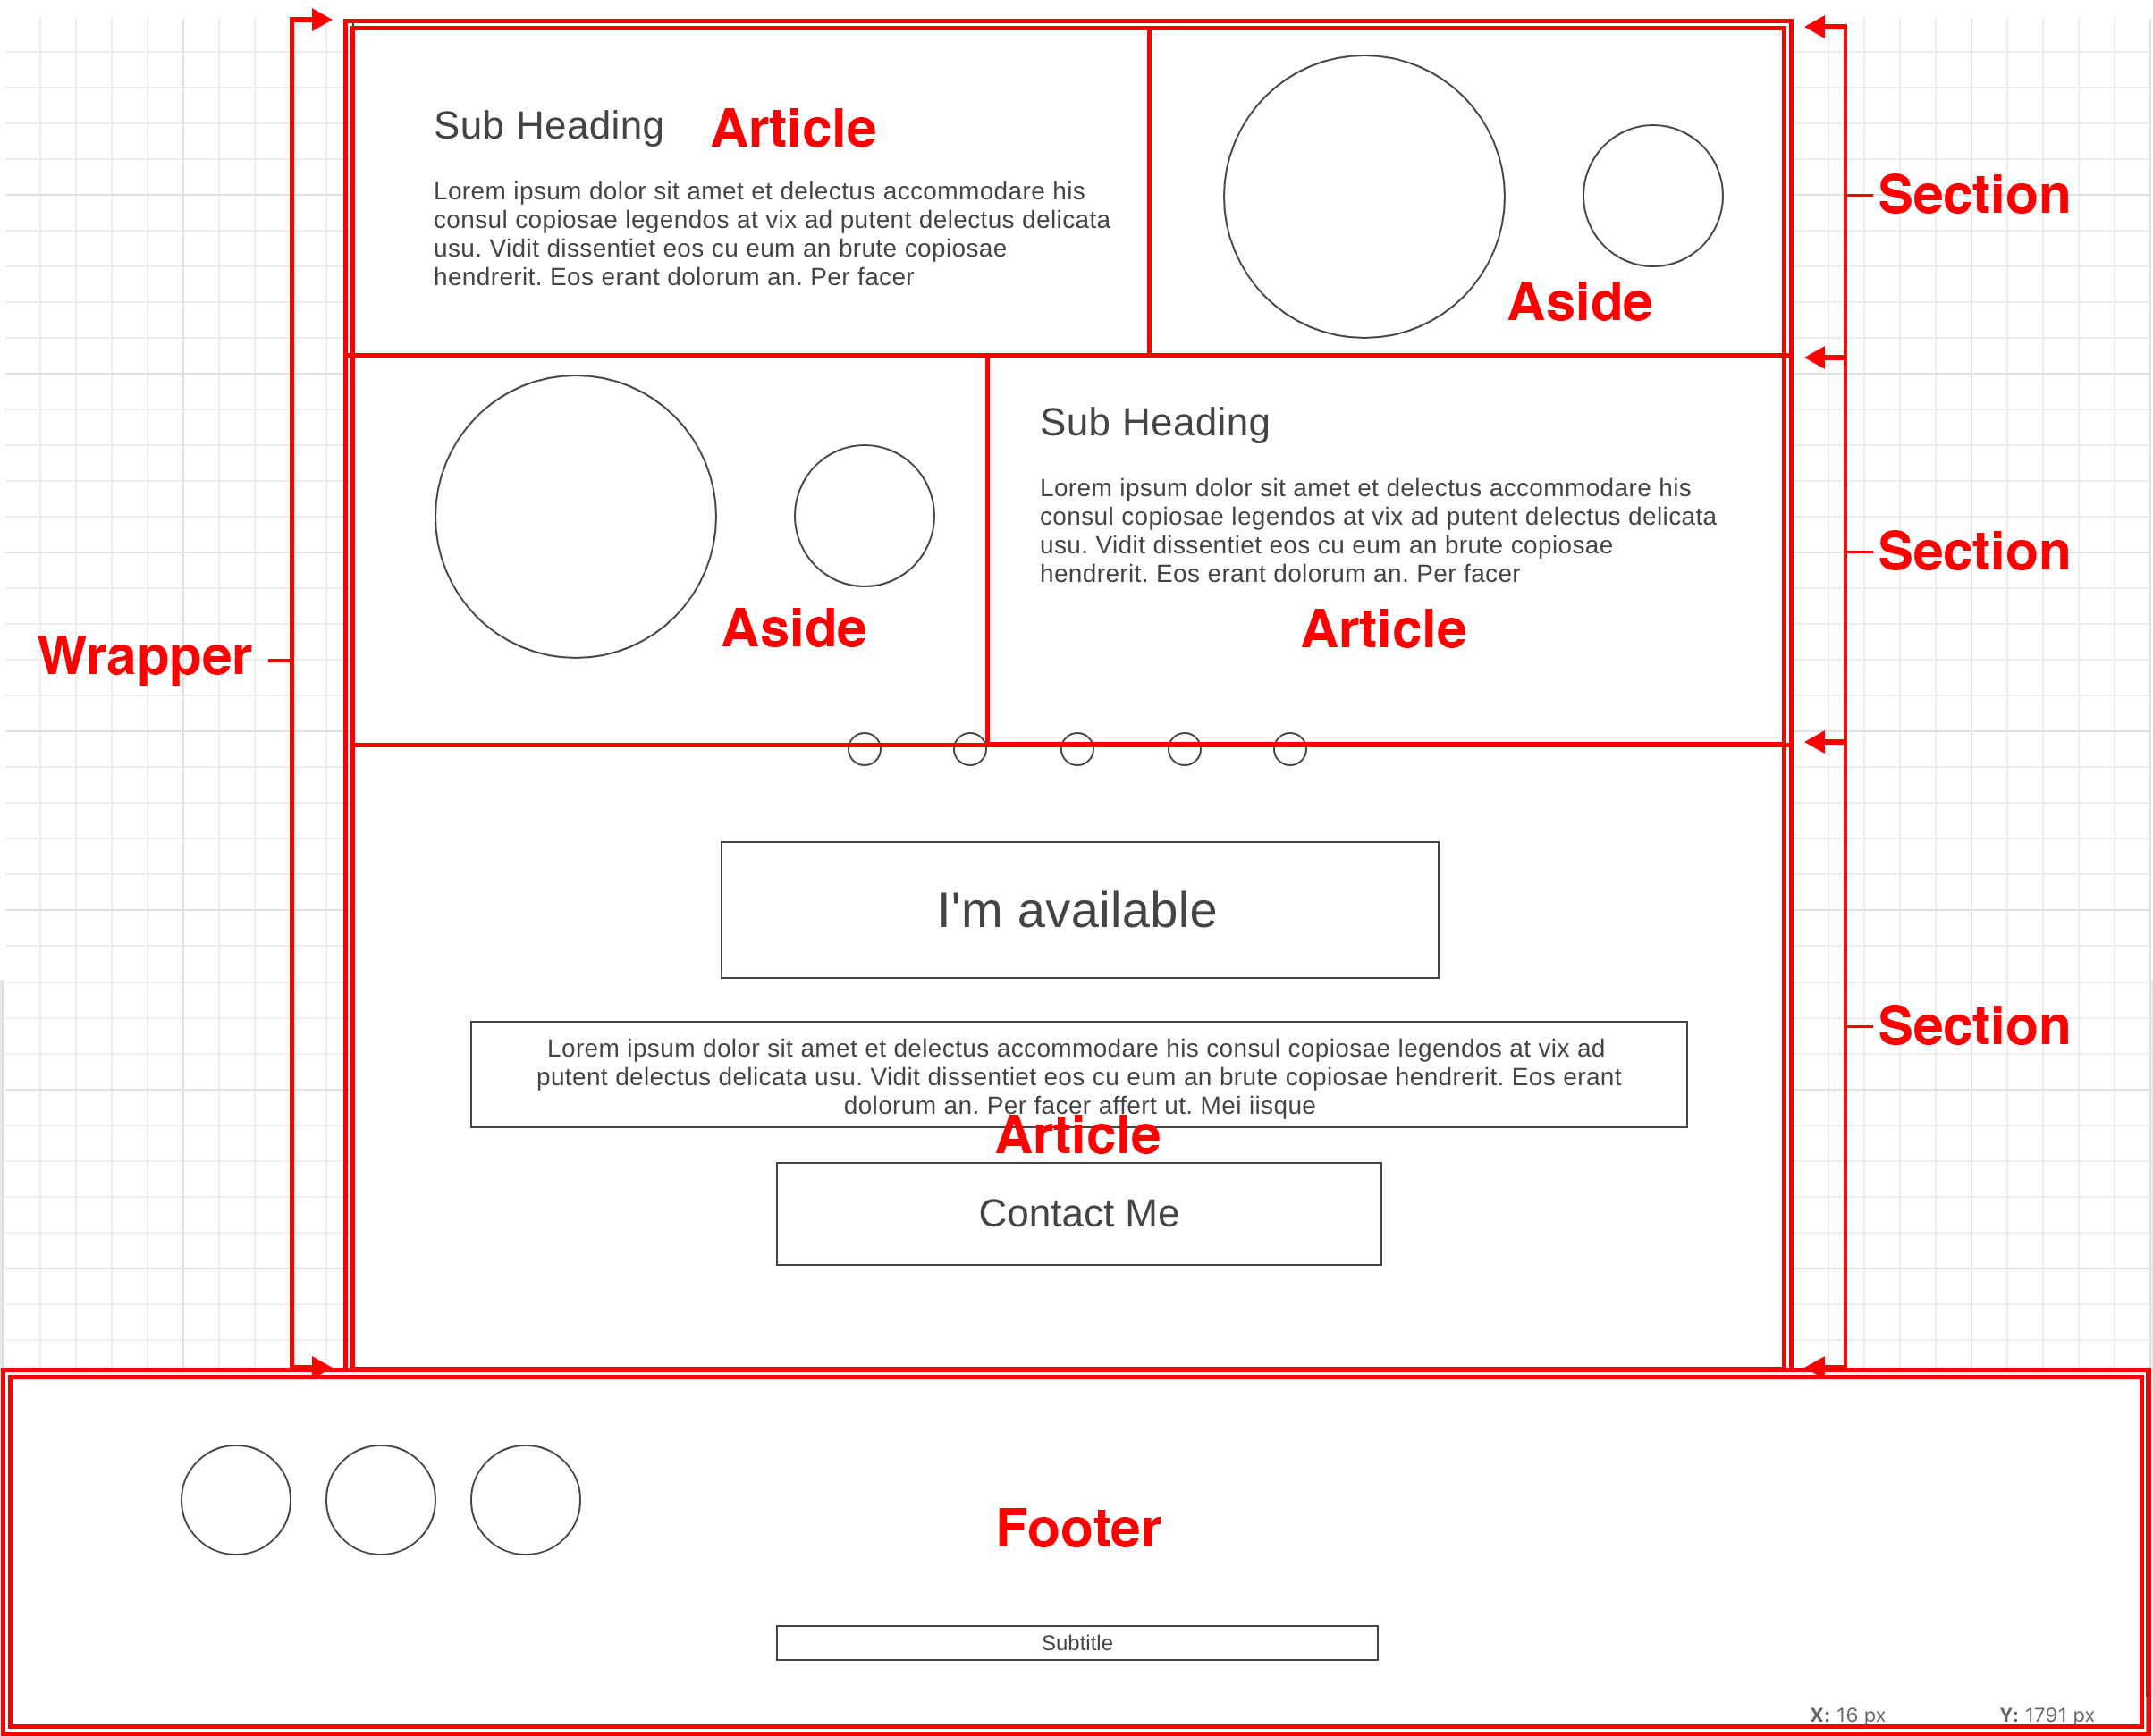 Sub Heading Article
Lorem ipsum dolor sit amet et delectus accommodare his
consul copiosae legendos at vix ad putent delectus delicata
usu. Vidit dissentiet eos cu eum an brute copiosae
hendrerit. Eos erant dolorum an. Per facer
Aside
Section
Sub Heading
Lorem ipsum dolor sit amet et delectus accommodare his
consul copiosae legendos at vix ad putent delectus delicata
usu. Vidit dissentiet eos cu eum an brute copiosae
hendrerit. Eos erant dolorum an. Per facer
Aside
Article
Section
Wrapper
I'm available
Lorem ipsum dolor sit amet et delectus accommodare his consul copiosae legendos at vix ad
putent delectus delicata usu. Vidit dissentiet eos cu eum an brute copiosae hendrerit. Eos erant
dolorum an. Per facer affert ut. Mei iisque
Article
Section
Contact Me
Footer
Subtitle
X: 16 px Y: 1791 px